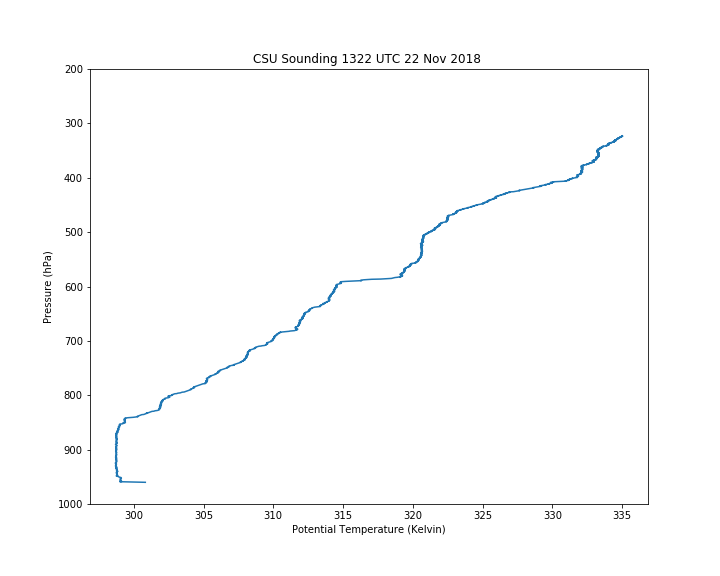 CSU Sounding 1322 UTC 22 Nov 2018
200
300
400
500
600
700
800
900
1000
Pressure (hPa)
300 305 310 315 320 325 330 335
Potential Temperature (Kelvin)